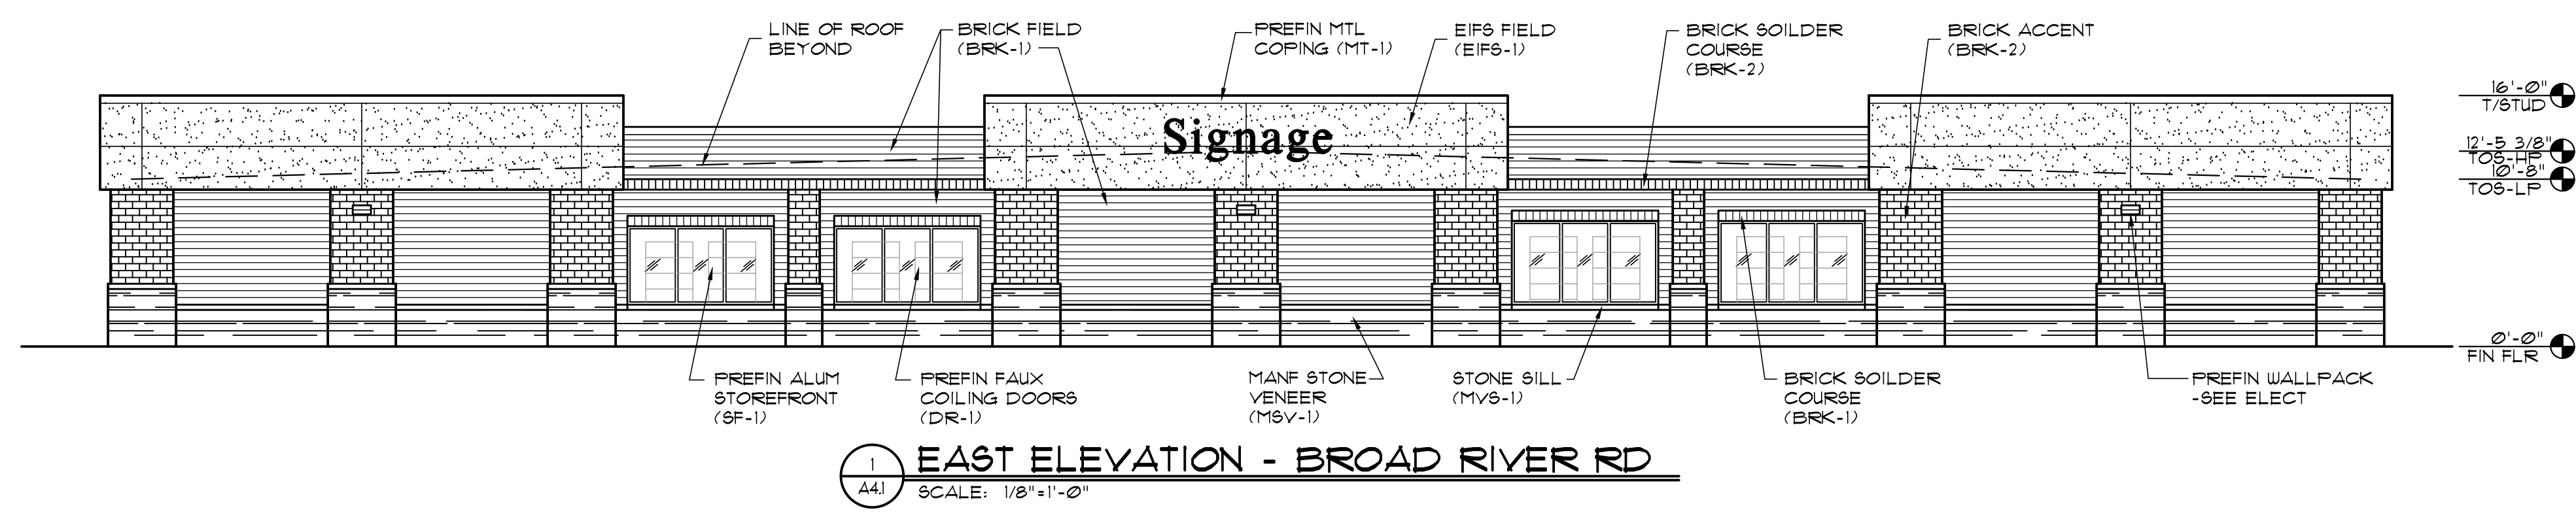 LINE OF ROOF
BEYOND
BRICK FIELD
(BRK-1)
PREFIN MTL
COPING (MT-1)
EIFS FIELD
(EIFS-1)
BRICK SOILDER
COURSE
(BRK-2)
BRICK ACCENT
(BRK-2)
16'-0"
T/STUD
12'-5 3/8"
TOS-HP
10'-8"
TOS-LP
Signage
0'-0"
FIN FLR
PREFIN ALUM
STOREFRONT
(SF-1)
PREFIN FAUX
COILING DOORS
(DR-1)
MANF STONE
VENEER
(MSV-1)
STONE SILL
(MVS-1)
BRICK SOILDER
COURSE
(BRK-1)
PREFIN WALLPACK
-SEE ELECT
1
A4.1
EAST ELEVATION - BROAD RIVER RD
SCALE: 1/8"=1'-0"